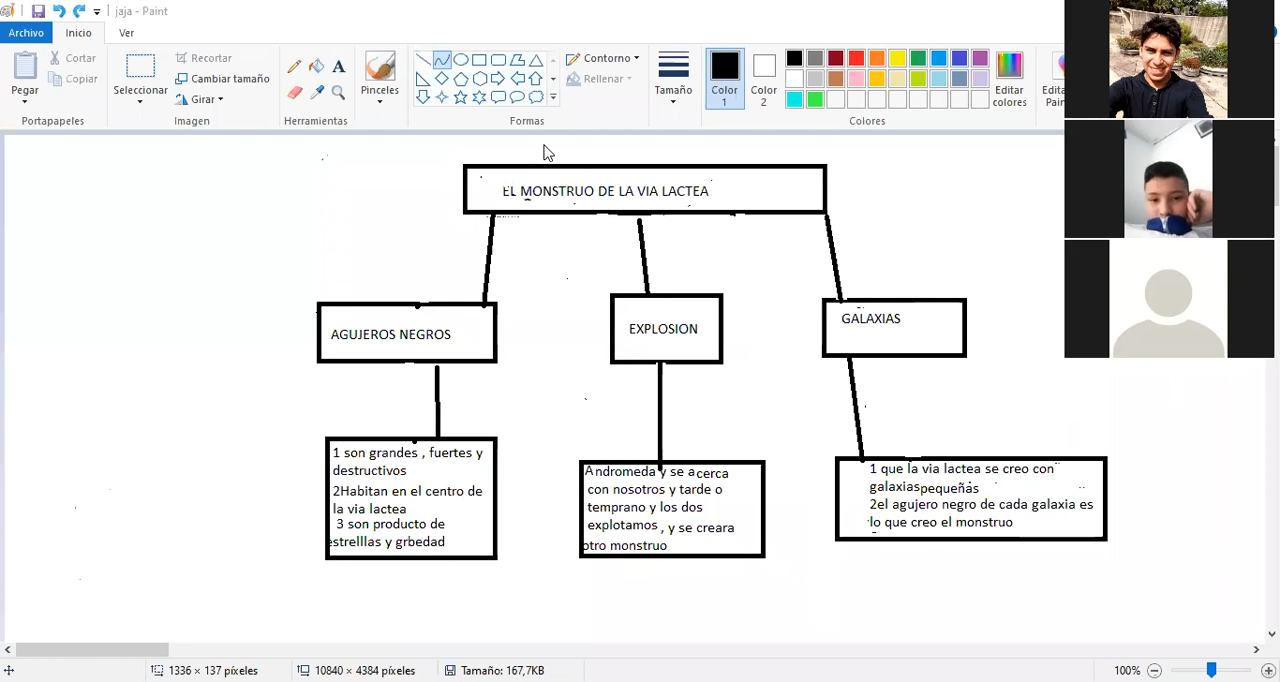 jaja - Paint
Archivo Inicio Ver
Pegar
Cortar
Copiar
Portapapeles
Seleccionar
Recortar
Cambiar tamaño
Girar
Imagen
A
Herramientas
Pinceles
Contorno
Rellenar
Formas
Tamaño
Color
1
Color
2
Editar
colores
Colores
Edita
Pain
EL MONSTRUO DE LA VIA LACTEA
AGUJEROS NEGROS
EXPLOSION
GALAXIAS
1 son grandes , fuertes y
destructivos
2Habitan en el centro de
la via lactea
3 son producto de
estrelllas y grbedad
Andromeda y se acerca
con nosotros y tarde o
temprano y los dos
explotamos , y se creara
otro monstruo
1 que la via lactea se creo con
galaxias pequeñas
2el agujero negro de cada galaxia es
lo que creo el monstruo
1336 × 137 píxeles
10840 × 4384 píxeles
Tamaño: 167,7KB
100%